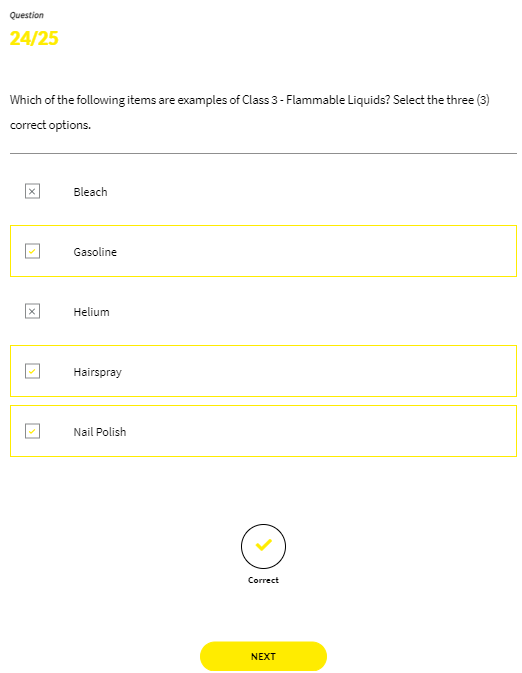 Question
24/25
Which of the following items are examples of Class 3 - Flammable Liquids? Select the three (3)
correct options.
Bleach
Gasoline
Helium
Hairspray
Nail Polish
Correct
NEXT